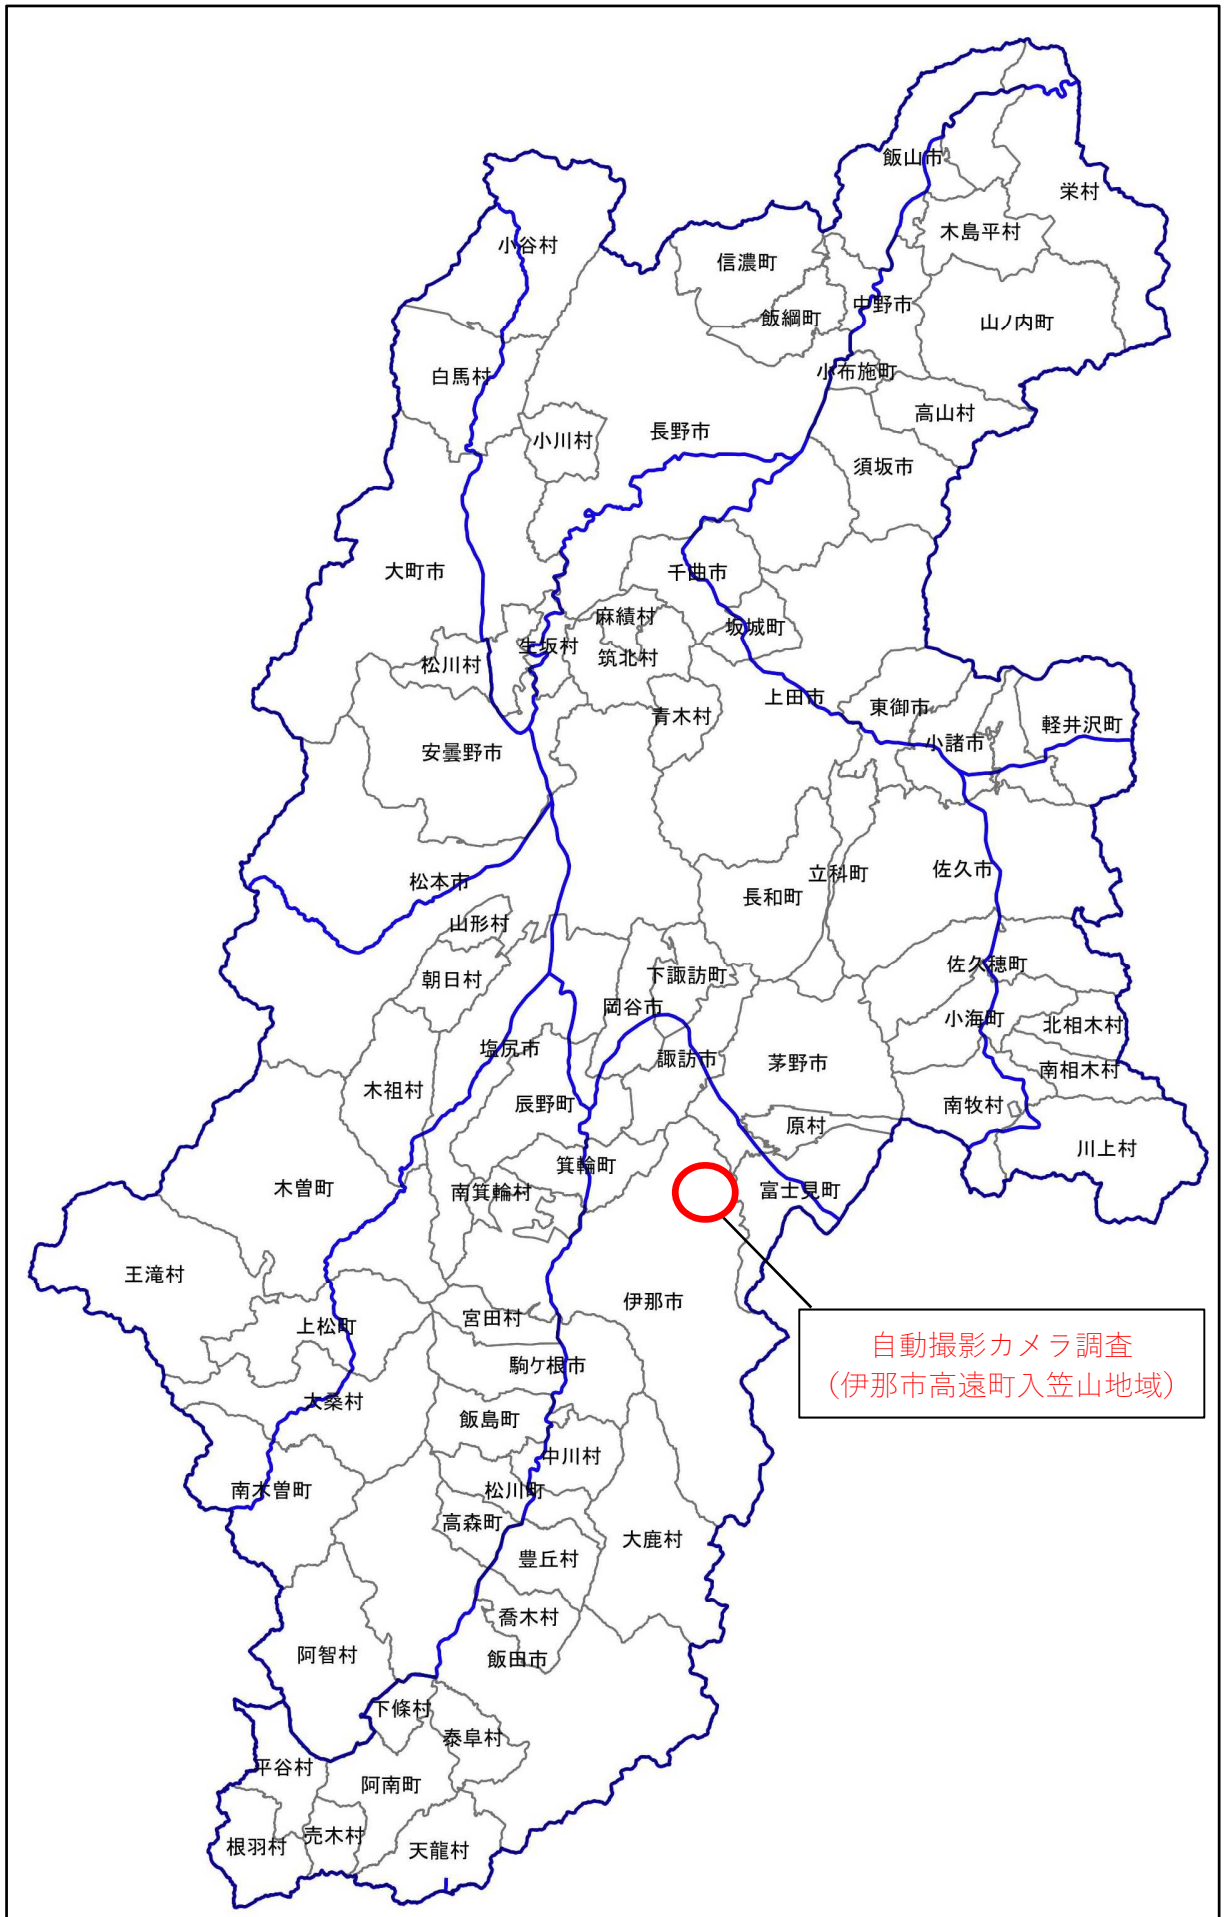 飯山市
栄村
木島平村
小谷村
信濃町
中野市
飯綱町
山ノ内町
小布施町
白馬村
高山村
長野市
小川村
須坂市
大町市
千曲市
麻績村
坂城町
生坂村
筑北村
松川村
上田市
東御市
青木村
軽井沢町
小諸市
安曇野市
佐久市
立科町
松本市
長和町
山形村
佐久穂町
下諏訪町
朝日村
岡谷市
小海町
北相木村
塩尻市
諏訪市
茅野市
南相木村
木祖村
辰野町
南牧村
原村
川上村
箕輪町
木曽町
南箕輪村
富士見町
王滝村
伊那市
宮田村
上松町
自動撮影カメラ調査
(伊那市高遠町入笠山地域)
駒ケ根市
大桑村
飯島町
中川村
南木曽町
松川町
高森町
大鹿村
豊丘村
喬木村
阿智村
飯田市
下條村
泰阜村
平谷村
阿南町
売木村
根羽村
天龍村